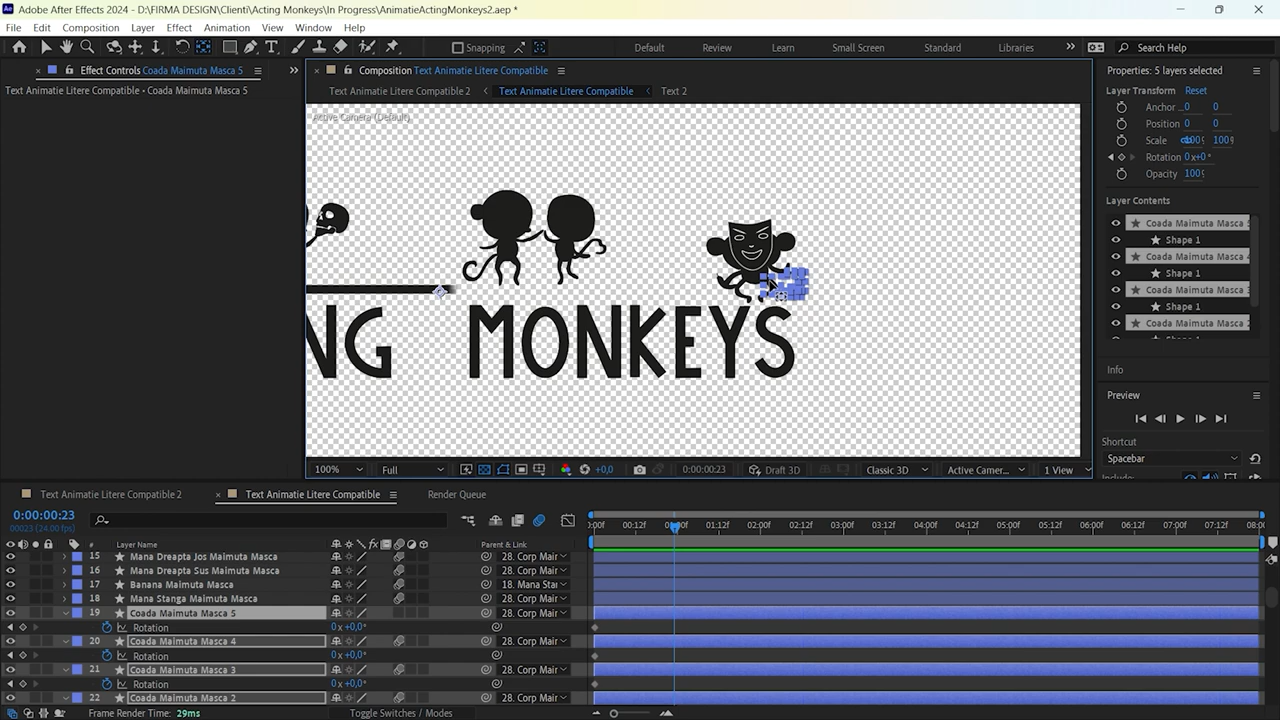 Adobe After Effects 2024 - D:\FIRMA DESIGN\Clienti\Acting Monkeys\In Progress\AnimatieActingMonkeys2.aep *
File Edit Composition Layer Effect Animation View Window Help
Snapping Default Review Learn Small Screen Standard Libraries Search Help
Effect Controls Coada Maimuta Masca 5
Text Animatie Litere Compatible • Coada Maimuta Masca 5
Composition Text Animatie Litere Compatible
Text Animatie Litere Compatible 2 Text Animatie Litere Compatible Text 2
Active Camera (Default)
NG MONKEYS
100% Full +0,0 0:00:00:23 Draft 3D Classic 3D Active Camer... 1 View
Properties: 5 layers selected
Layer Transform Reset
Anchor ... 0 0
Position 0 0
Scale 100%
Rotation 0x+0°
Opacity 100%
Layer Contents
Coada Maimuta Masca
Shape 1
Coada Maimuta Masca 4
Shape 1
Coada Maimuta Masca 3
Shape 1
Coada Maimuta Masca 2
Info
Preview
Shortcut
Spacebar
Text Animatie Litere Compatible 2 Text Animatie Litere Compatible Render Queue
0:00:00:23
00023 (24.00 fps)
:00f 00:12f 01:00f 01:12f 02:00f 02:12f 03:00f 03:12f 04:00f 04:12f 05:00f 05:12f 06:00f 06:12f 07:00f 07:12f 08:0
# Layer Name Parent & Link
15 Mana Dreapta Jos Maimuta Masca 28. Corp Mair
16 Mana Dreapta Sus Maimuta Masca 28. Corp Mair
17 Banana Maimuta Masca 18. Mana Star
18 Mana Stanga Maimuta Masca 28. Corp Mair
19 Coada Maimuta Masca 5 28. Corp Mair
Rotation 0x+0,0°
20 Coada Maimuta Masca 4 28. Corp Mair
Rotation 0x+0,0°
21 Coada Maimuta Masca 3 28. Corp Mair
Rotation 0x+0,0°
22 Coada Maimuta Masca 2 28. Corp Mair
Frame Render Time: 29ms Toggle Switches / Modes